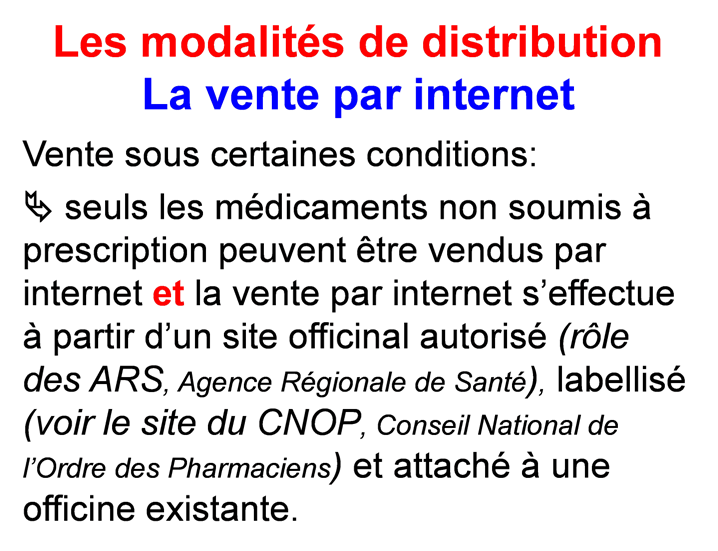 Les modalités de distribution
La vente par internet
Vente sous certaines conditions:
seuls les médicaments non soumis à
prescription peuvent être vendus par
internet et la vente par internet s’effectue
à partir d’un site officinal autorisé (rôle
des ARS, Agence Régionale de Santé), labellisé
(voir le site du CNOP, Conseil National de
l’Ordre des Pharmaciens) et attaché à une
officine existante.